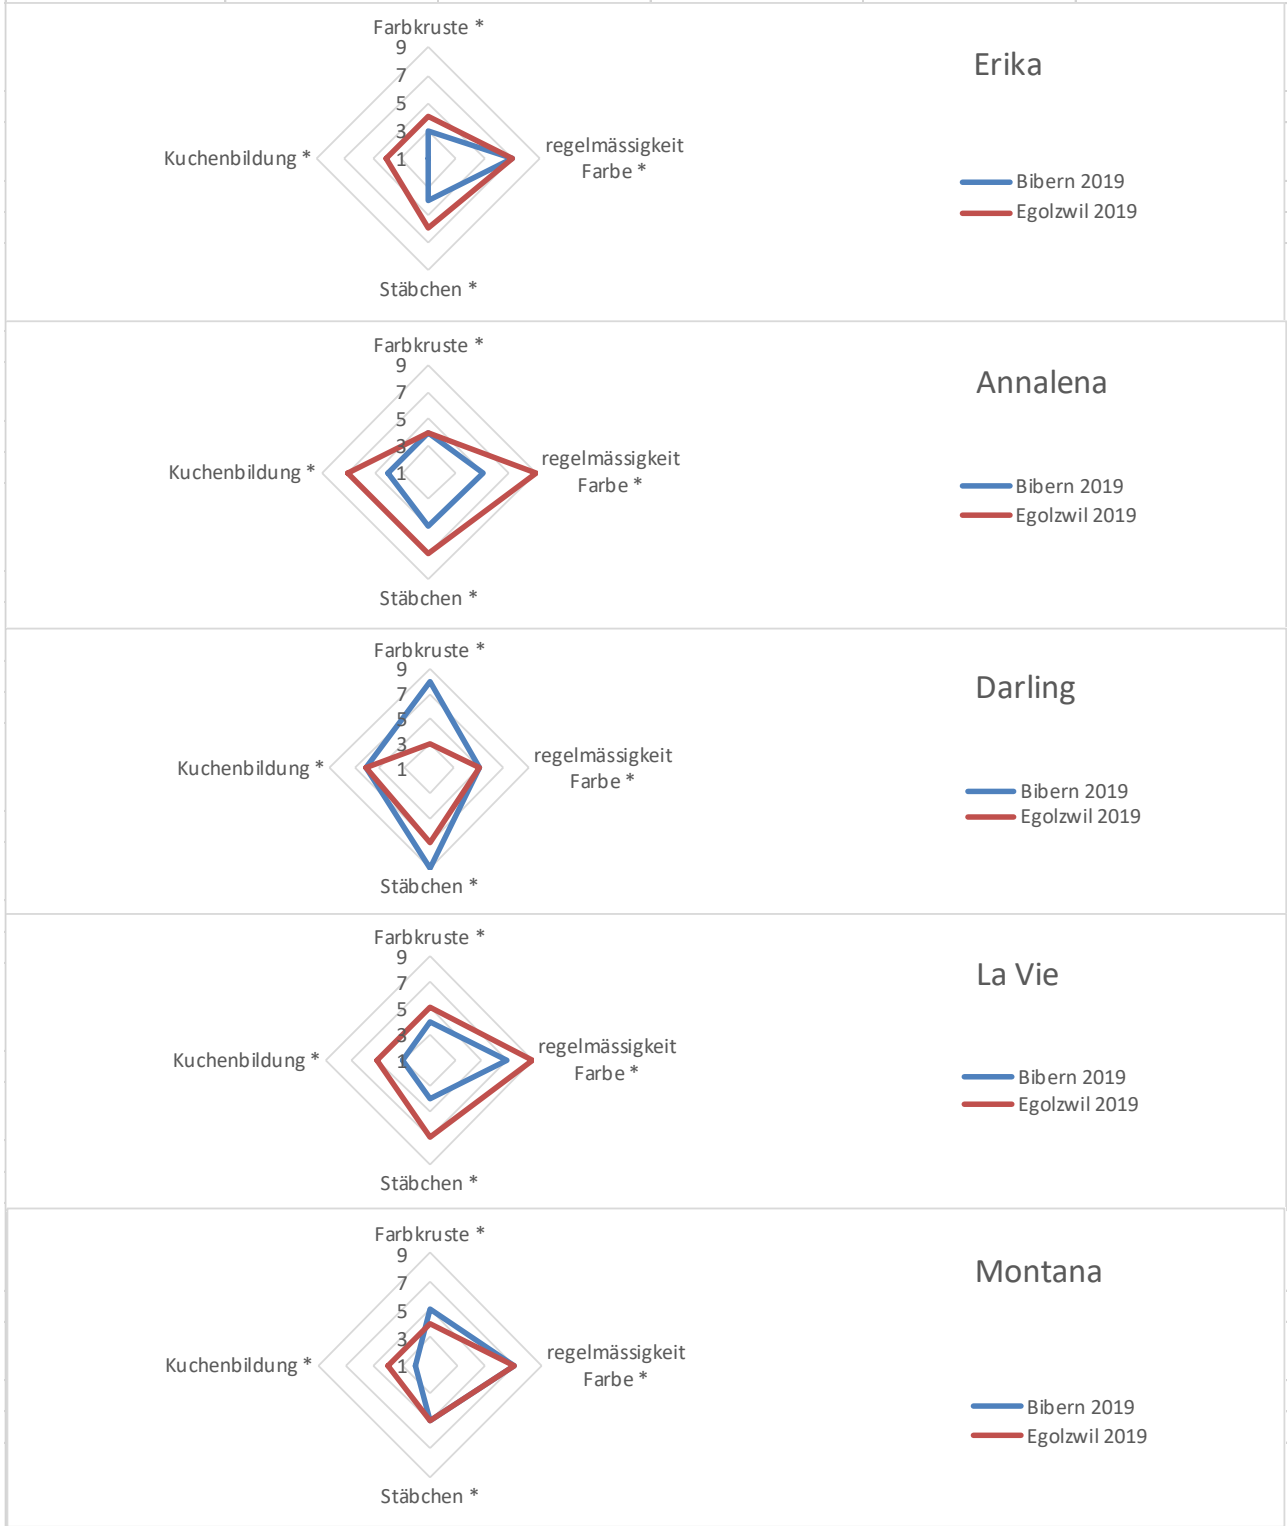 Farbkruste *
9
7
5
3
1
Kuchenbildung *
regelmässigkeit
Farbe *
Stäbchen *
Erika
Bibern 2019
Egolzwil 2019
Farbkruste *
9
7
5
3
1
Kuchenbildung *
regelmässigkeit
Farbe *
Stäbchen *
Annalena
Bibern 2019
Egolzwil 2019
Farbkruste *
9
7
5
3
1
Kuchenbildung *
regelmässigkeit
Farbe *
Stäbchen *
Darling
Bibern 2019
Egolzwil 2019
Farbkruste *
9
7
5
3
1
Kuchenbildung *
regelmässigkeit
Farbe *
Stäbchen *
La Vie
Bibern 2019
Egolzwil 2019
Farbkruste *
9
7
5
3
1
Kuchenbildung *
regelmässigkeit
Farbe *
Stäbchen *
Montana
Bibern 2019
Egolzwil 2019